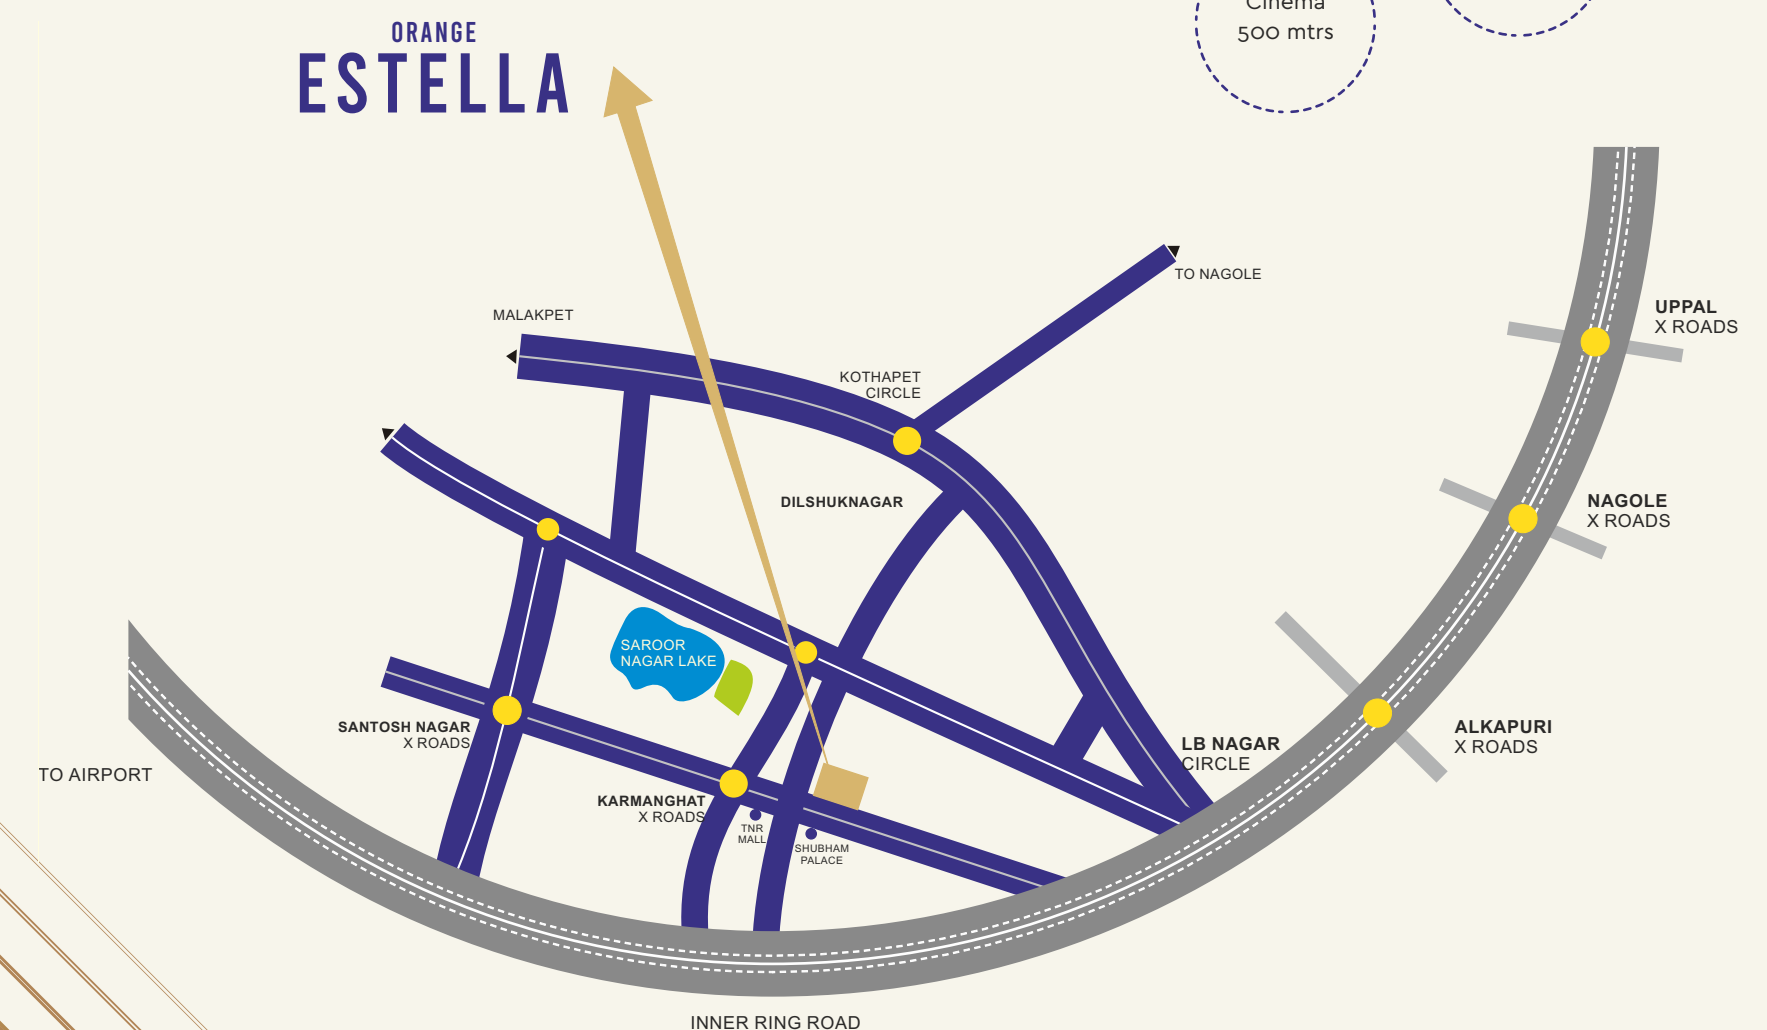 ORANGE
ESTELLA
Cinema
500 mtrs
TO NAGOLE
MALAKPET
KOTHAPET
CIRCLE
UPPAL
X ROADS
DILSHUKNAGAR
NAGOLE
X ROADS
SAROOR
NAGAR LAKE
SANTOSH NAGAR
X ROADS
ALKAPURI
X ROADS
LB NAGAR
CIRCLE
TO AIRPORT
KARMANGHAT
X ROADS
TNR
MALL
SHUBHAM
PALACE
INNER RING ROAD